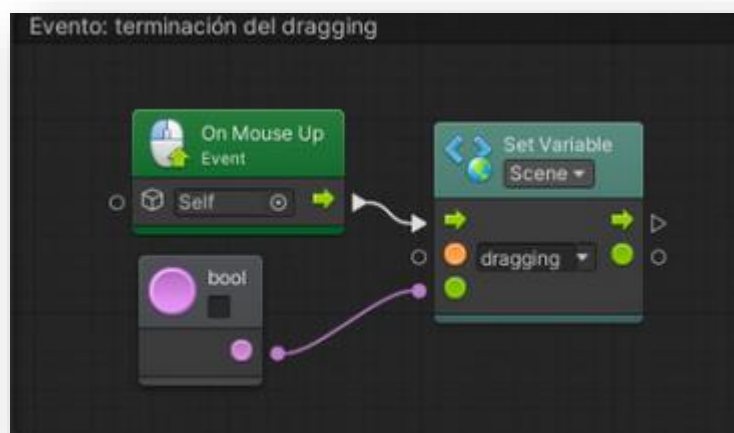 Evento: terminación del dragging
On Mouse Up
Event
Self
bool
Set Variable
Scene
dragging